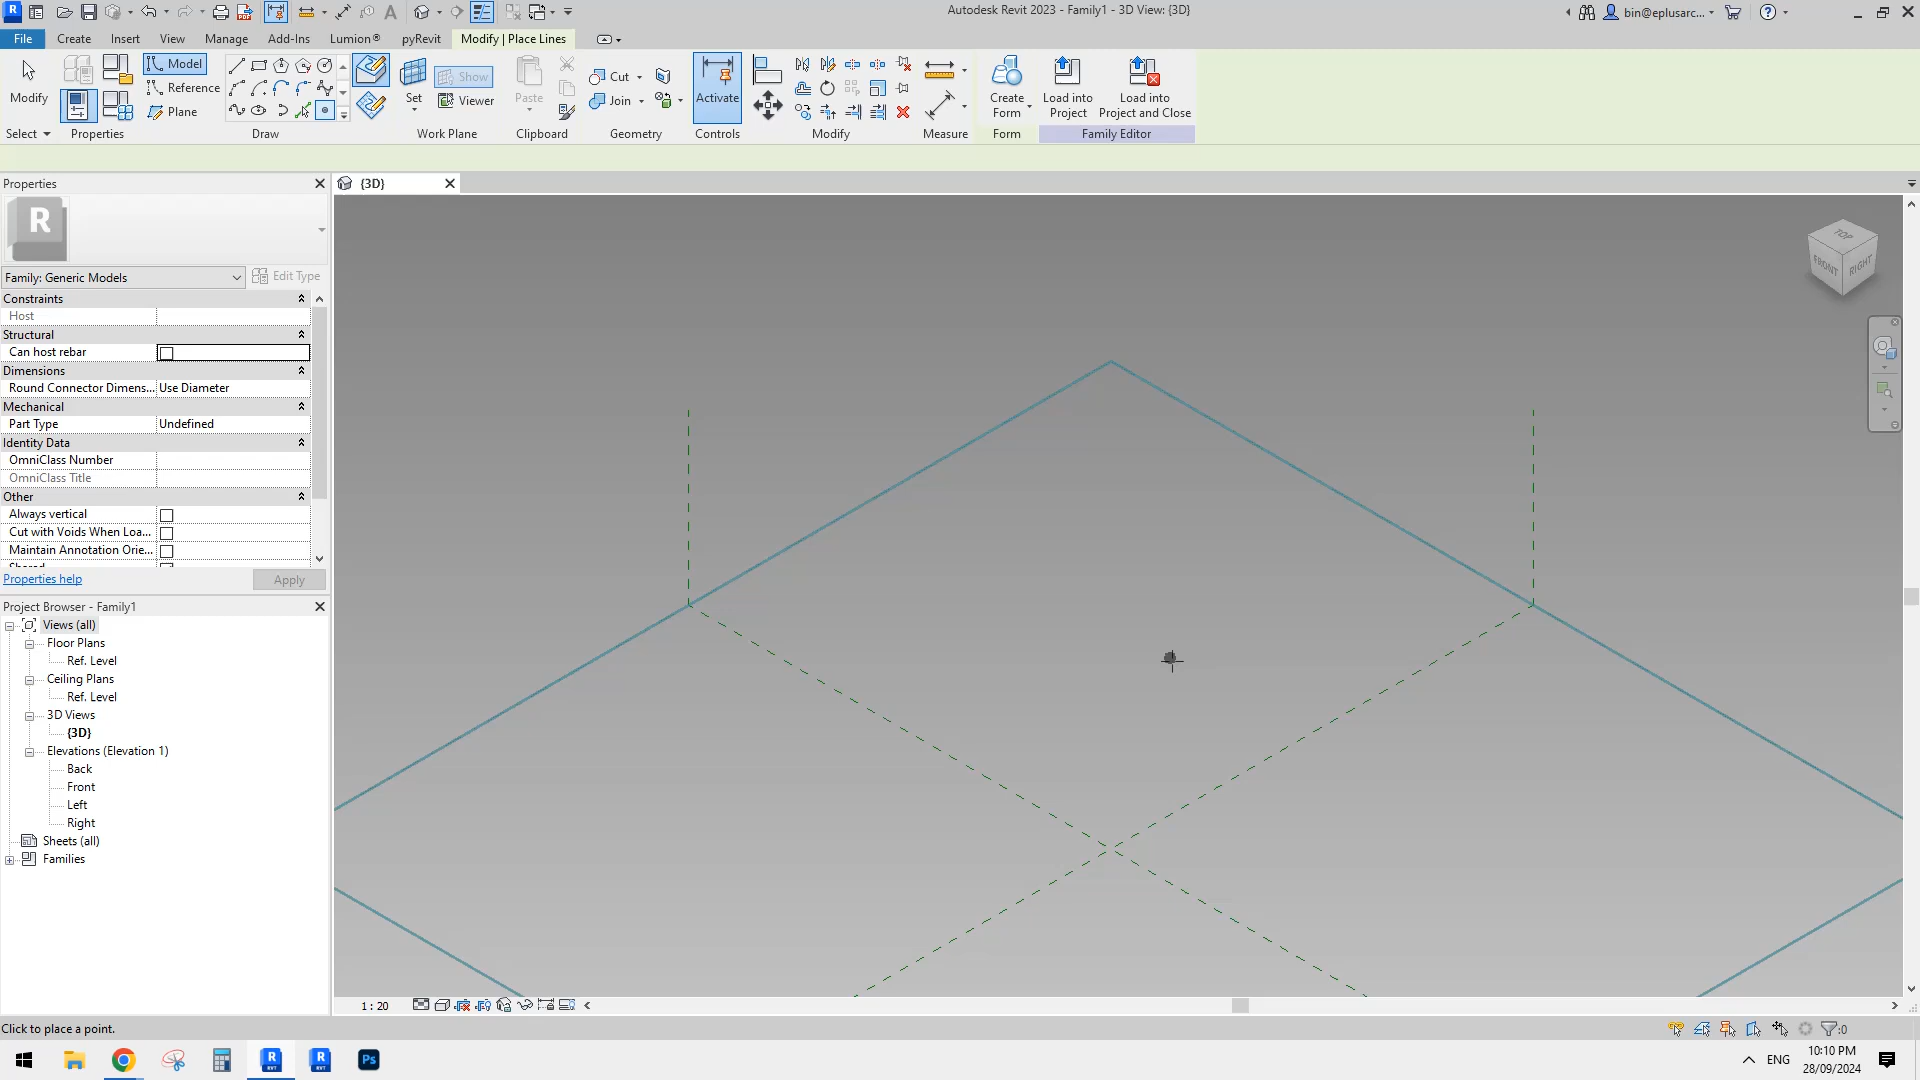 Autodesk Revit 2023 - Family1 - 3D View: {3D}
bin@eplusarc...
File
Create
Insert
View
Manage
Add-Ins
Lumion®
pyRevit
Modify | Place Lines
Modify
Model
Reference
Plane
Set
Show
Viewer
Paste
Cut
Join
Activate
Create
Form
Load into
Project
Load into
Project and Close
Select
Properties
Draw
Work Plane
Clipboard
Geometry
Controls
Modify
Measure
Form
Family Editor
Properties
{3D}
R
Family: Generic Models
Edit Type
Constraints
Host
Structural
Can host rebar
Dimensions
Round Connector Dimens... Use Diameter
Mechanical
Part Type Undefined
Identity Data
OmniClass Number
OmniClass Title
Other
Always vertical
Cut with Voids When Loa...
Maintain Annotation Orie...
Properties help
Apply
Project Browser - Family1
Views (all)
Floor Plans
Ref. Level
Ceiling Plans
Ref. Level
3D Views
{3D}
Elevations (Elevation 1)
Back
Front
Left
Right
Sheets (all)
Families
TOP
FRONT
RIGHT
1 : 20
Click to place a point.
:0
ENG
10:10 PM
28/09/2024